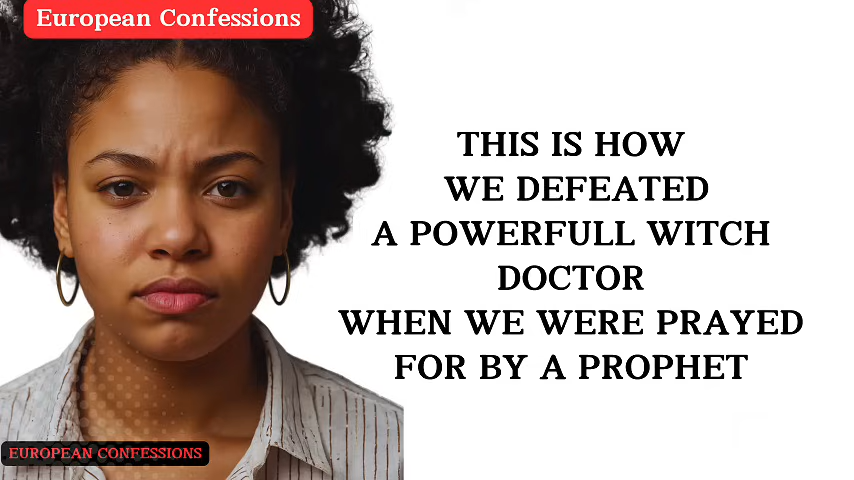 European Confessions
THIS IS HOW
WE DEFEATED
A POWERFULL WITCH
DOCTOR
WHEN WE WERE PRAYED
FOR BY A PROPHET
EUROPEAN CONFESSIONS